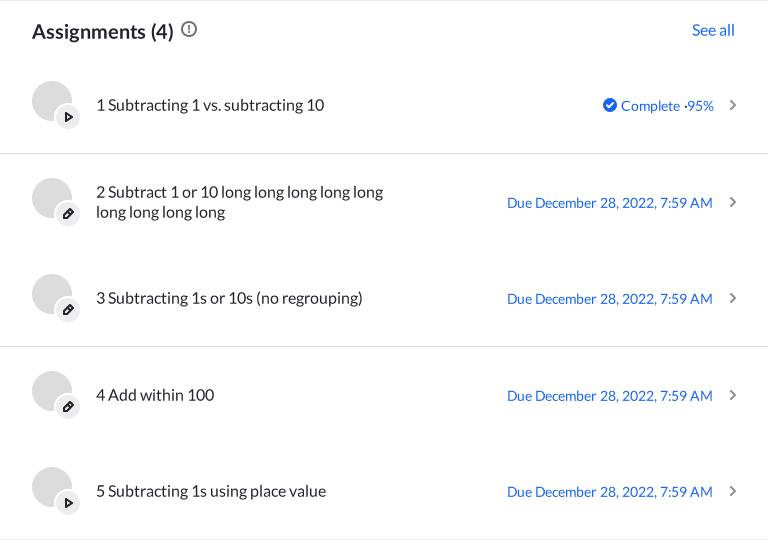 Assignments (4)
See all
1 Subtracting 1 vs. subtracting 10
Complete ·95%
2 Subtract 1 or 10 long long long long long
long long long long
Due December 28, 2022, 7:59 AM
3 Subtracting 1s or 10s (no regrouping)
Due December 28, 2022, 7:59 AM
4 Add within 100
Due December 28, 2022, 7:59 AM
5 Subtracting 1s using place value
Due December 28, 2022, 7:59 AM